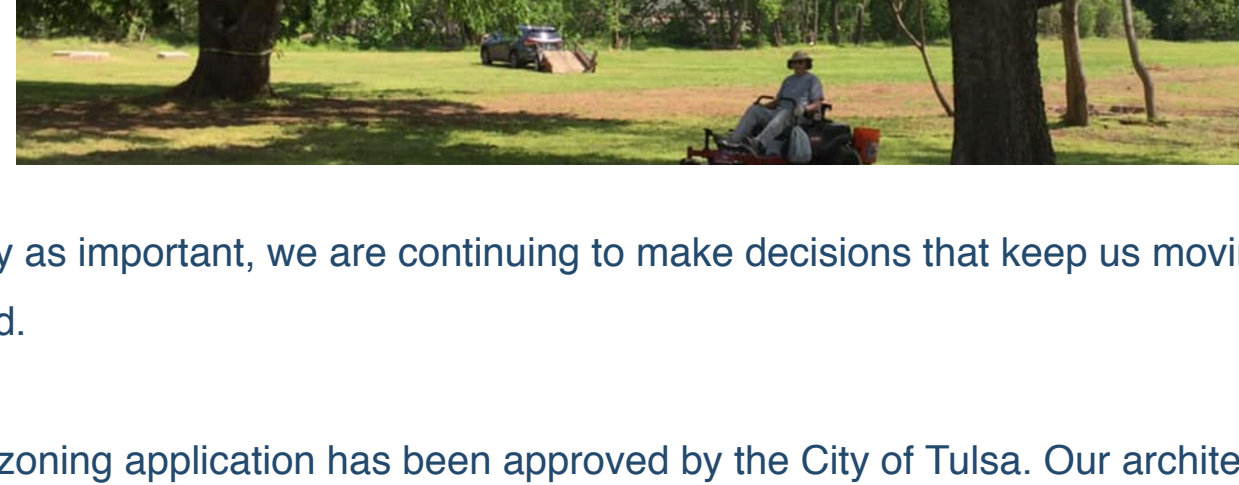 y as important, we are continuing to make decisions that keep us movin
d.
zoning application has been approved by the City of Tulsa. Our archite